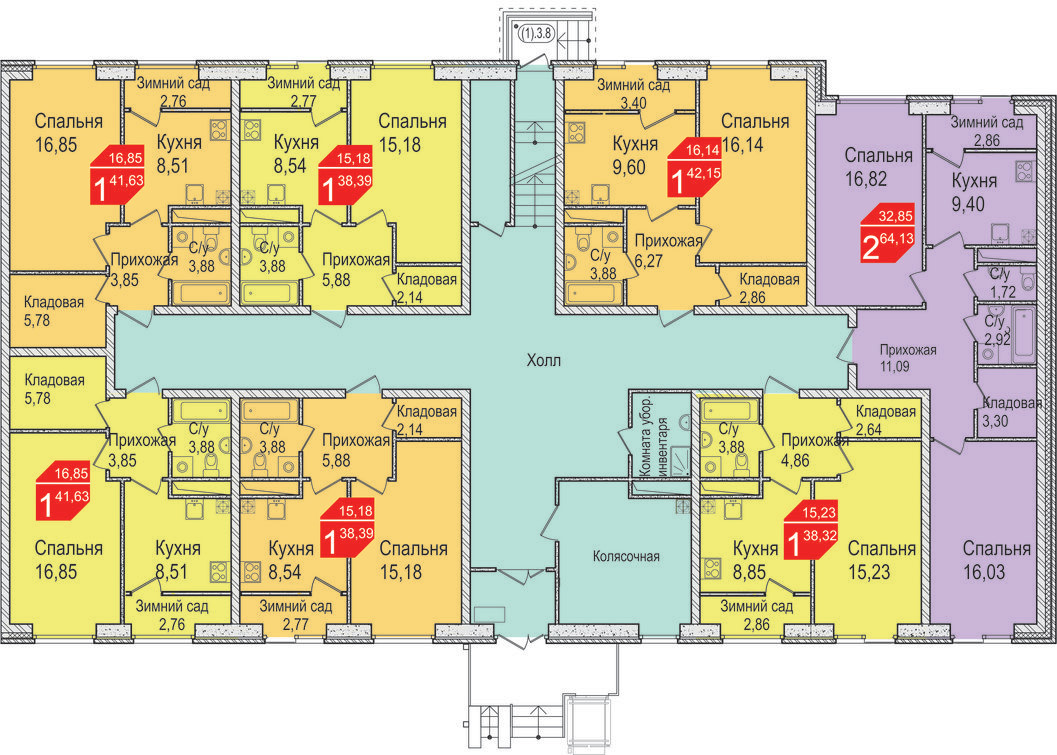 (1).3.8
Зимний сад
2,76
Спальня
16,85
Кухня
8,51
16,85
1 41,63
С/у
3,88
Прихожая
3,85
Кладовая
5,78
Зимний сад
2,77
Кухня
8,54
Спальня
15,18
15,18
1 38,39
С/у
3,88
Прихожая
5,88
Кладовая
2,14
Зимний сад
3,40
Кухня
9,60
Спальня
16,14
16,14
1 42,15
С/у
3,88
Прихожая
6,27
Кладовая
2,86
Спальня
16,82
Зимний сад
2,86
Кухня
9,40
32,85
2 64,13
С/у
1,72
С/у
2,92
Прихожая
11,09
Кладовая
3,30
Спальня
16,03
Холл
Кладовая
5,78
Прихожая
3,85
С/у
3,88
16,85
1 41,63
Спальня
16,85
Кухня
8,51
Зимний сад
2,76
С/у
3,88
Прихожая
5,88
Кладовая
2,14
15,18
1 38,39
Кухня
8,54
Спальня
15,18
Зимний сад
2,77
Комната убор.
инвентаря
Колясочная
С/у
3,88
Прихожая
4,86
Кладовая
2,64
15,23
1 38,32
Кухня
8,85
Спальня
15,23
Зимний сад
2,86